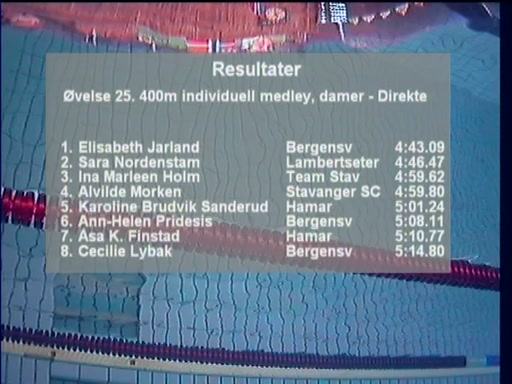 Resultater
Øvelse 25. 400m individuell medley, damer - Direkte
1. Elisabeth Jarland Bergensv 4:43.09
2. Sara Nordenstam Lambertseter 4:46.47
3. Ina Marleen Holm Team Stav 4:59.62
4. Alvilde Morken Stavanger SC 4:59.80
5. Karoline Brudvik Sanderud Hamar 5:01.24
6. Ann-Helen Pridesis Bergensv 5:08.11
7. Åsa K. Finstad Hamar 5:10.77
8. Cecilie Lybak Bergensv 5:14.80